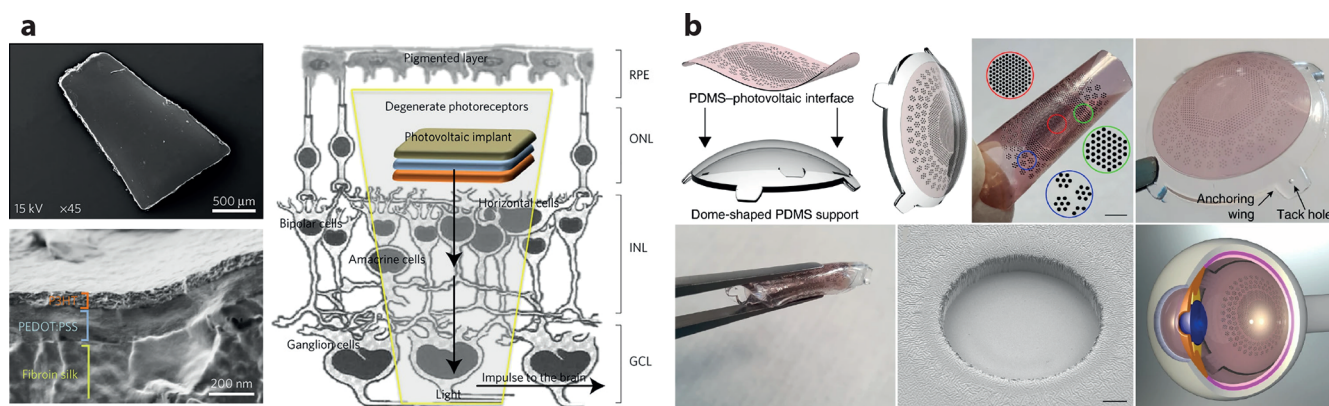 a
15 kV ×45
500 µm
P3HT
PEDOT:PSS
Fibroin silk
200 nm
Pigmented layer
Degenerate photoreceptors
Photovoltaic implant
Horizontal cells
Bipolar cells
Amacrine cells
Ganglion cells
Impulse to the brain
Light
RPE
ONL
INL
GCL
b
PDMS–photovoltaic interface
Dome-shaped PDMS support
Anchoring
wing
Tack hole